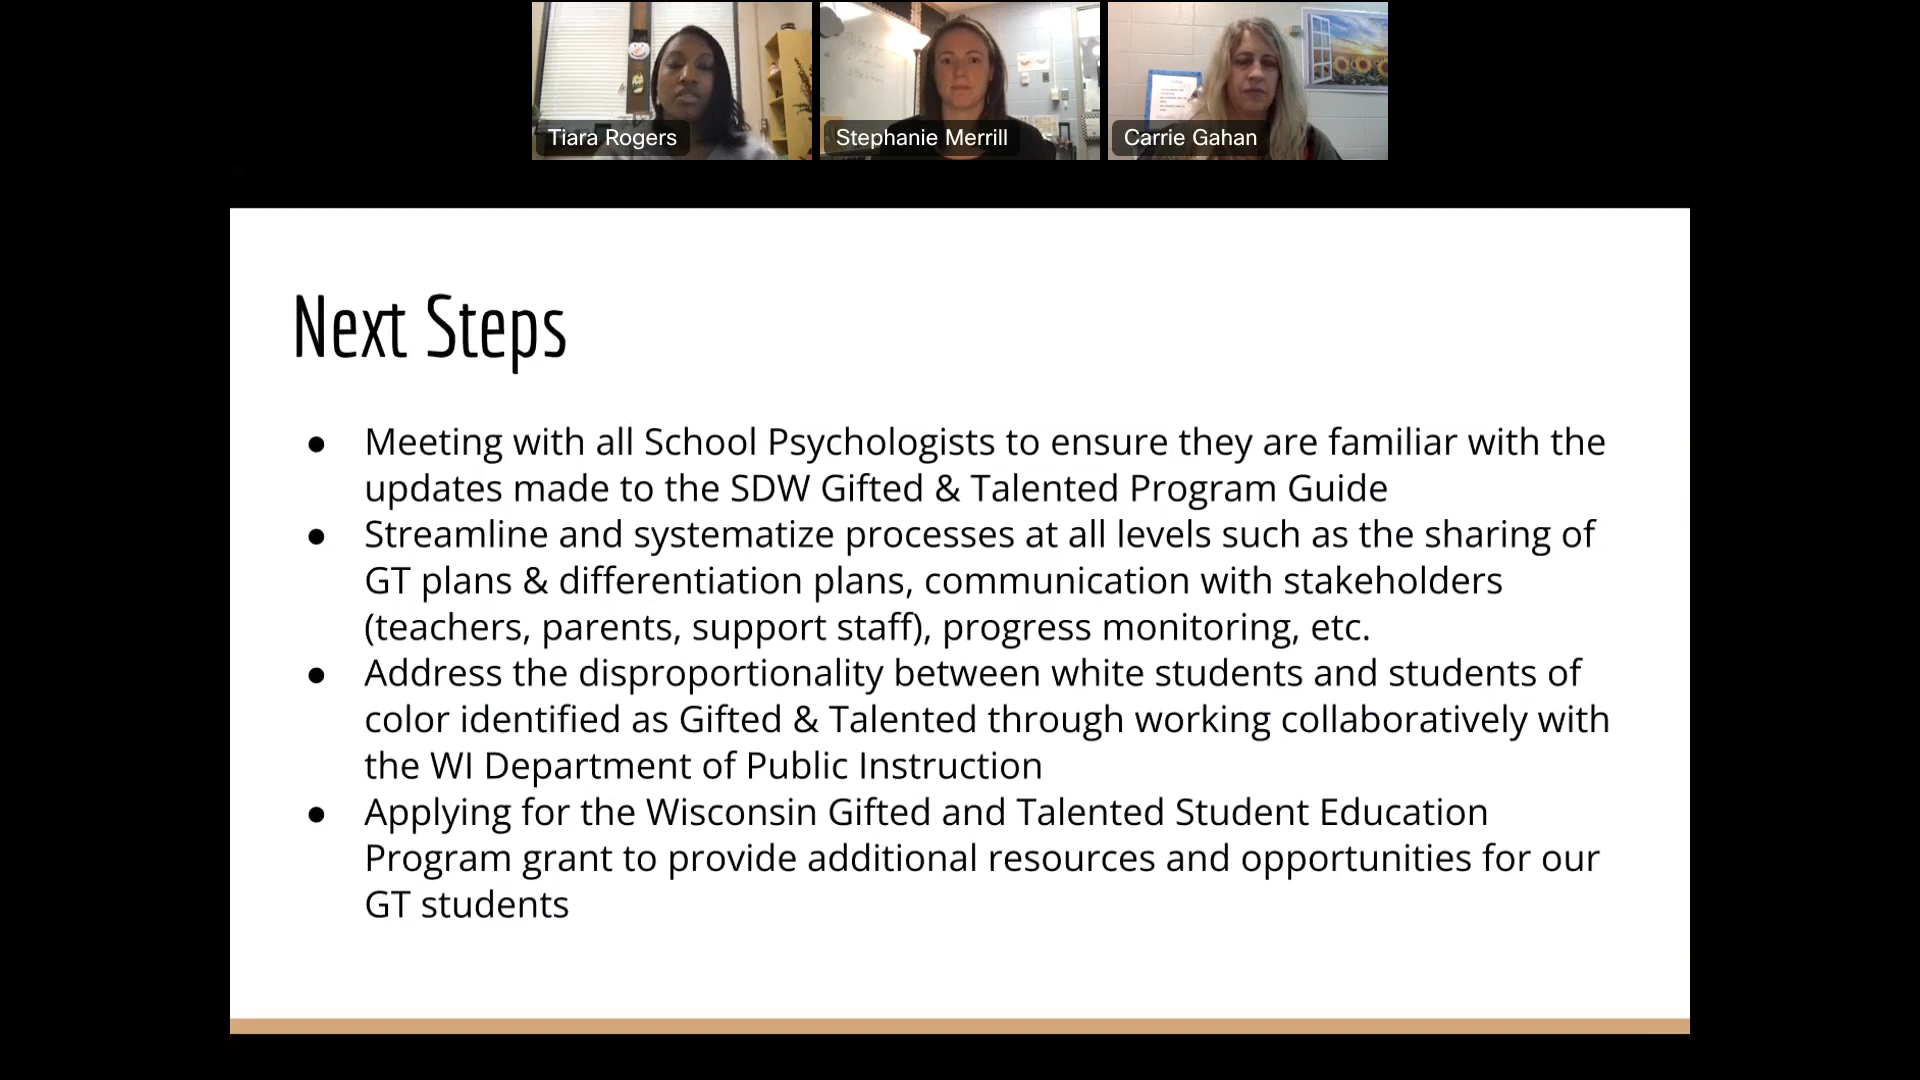 Tiara Rogers
Stephanie Merrill
Carrie Gahan
Next Steps
● Meeting with all School Psychologists to ensure they are familiar with the
updates made to the SDW Gifted & Talented Program Guide
● Streamline and systematize processes at all levels such as the sharing of
GT plans & differentiation plans, communication with stakeholders
(teachers, parents, support staff), progress monitoring, etc.
● Address the disproportionality between white students and students of
color identified as Gifted & Talented through working collaboratively with
the WI Department of Public Instruction
● Applying for the Wisconsin Gifted and Talented Student Education
Program grant to provide additional resources and opportunities for our
GT students